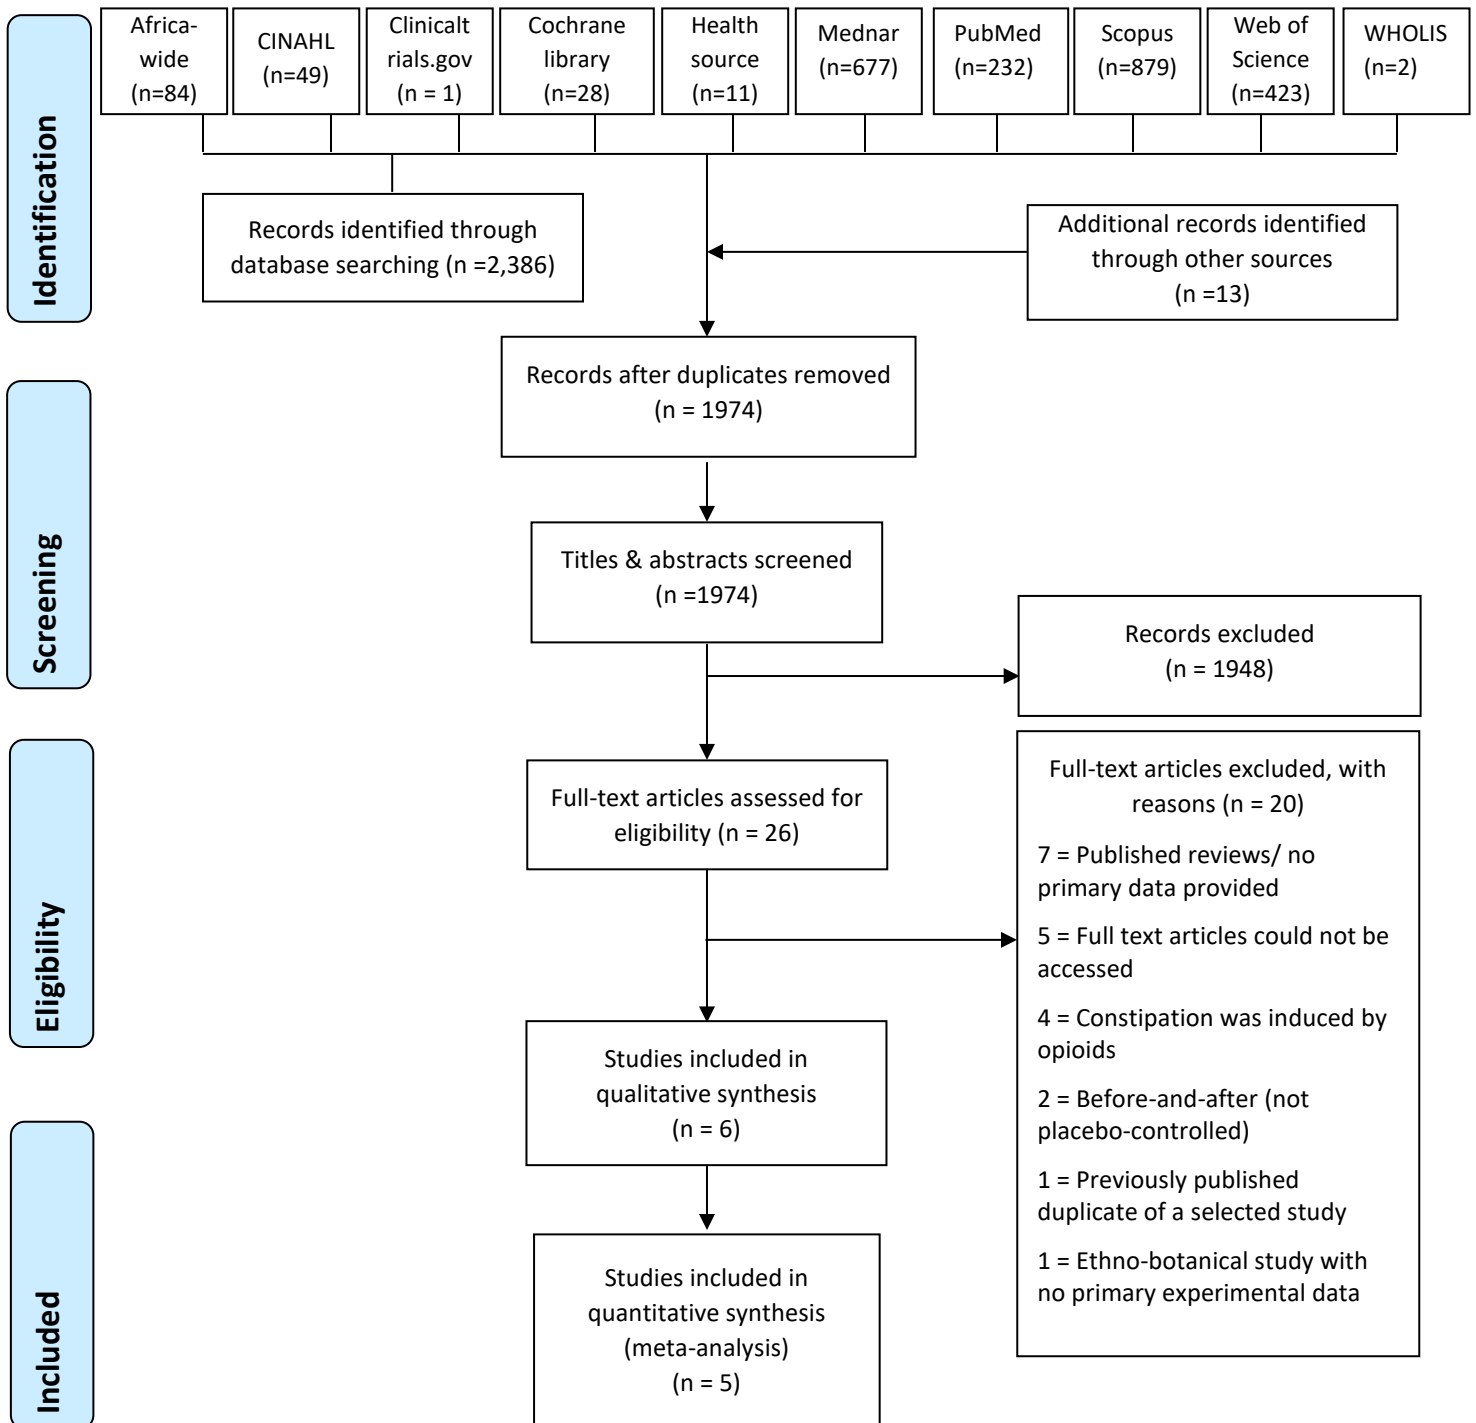 Identification
Africa-
wide
(n=84)
CINAHL
(n=49)
Clinicalt
rials.gov
(n = 1)
Cochrane
library
(n=28)
Health
source
(n=11)
Mednar
(n=677)
PubMed
(n=232)
Scopus
(n=879)
Web of
Science
(n=423)
WHOLIS
(n=2)
Records identified through
database searching (n =2,386)
Additional records identified
through other sources
(n =13)
Records after duplicates removed
(n = 1974)
Screening
Titles & abstracts screened
(n =1974)
Records excluded
(n = 1948)
Eligibility
Full-text articles assessed for
eligibility (n = 26)
Full-text articles excluded, with
reasons (n = 20)
7 = Published reviews/ no
primary data provided
5 = Full text articles could not be
accessed
4 = Constipation was induced by
opioids
2 = Before-and-after (not
placebo-controlled)
1 = Previously published
duplicate of a selected study
1 = Ethno-botanical study with
no primary experimental data
Studies included in
qualitative synthesis
(n = 6)
Included
Studies included in
quantitative synthesis
(meta-analysis)
(n = 5)